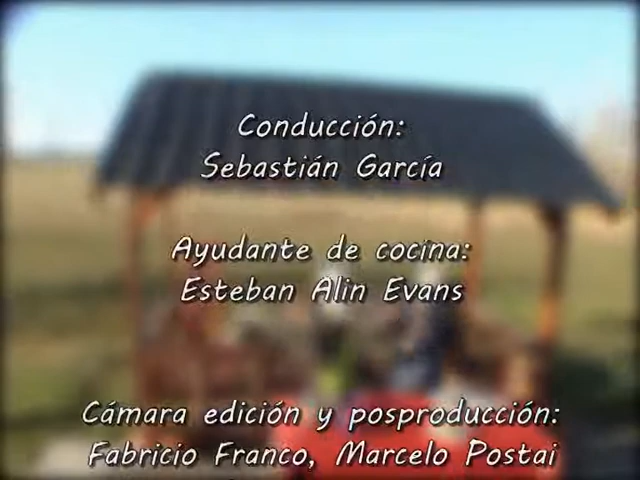 Conducción:
Sebastián García
Ayudante de cocina:
Esteban Alin Evans
Cámara edición y posproducción:
Fabricio Franco, Marcelo Postai